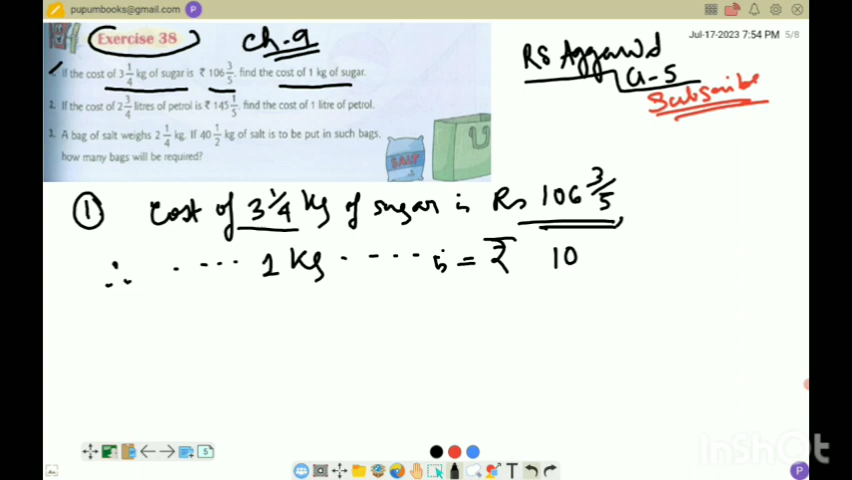 pupumbooks@gmail.com P
Jul-17-2023 7:54 PM 5/8
Exercise 38 Ch-9
RS Aggarwal
Cl-5
Subscribe
1. If the cost of 3 1/4 kg of sugar is ₹ 106 3/5, find the cost of 1 kg of sugar.
2. If the cost of 2 3/4 litres of petrol is ₹ 145 1/5, find the cost of 1 litre of petrol.
3. A bag of salt weighs 2 1/4 kg. If 40 1/2 kg of salt is to be put in such bags,
how many bags will be required?
SALT
① Cost of 3 1/4 kg of sugar is Rs 106 3/5
∴ . ... 1 kg . ... is = ₹ 10
InShot
5
T
P